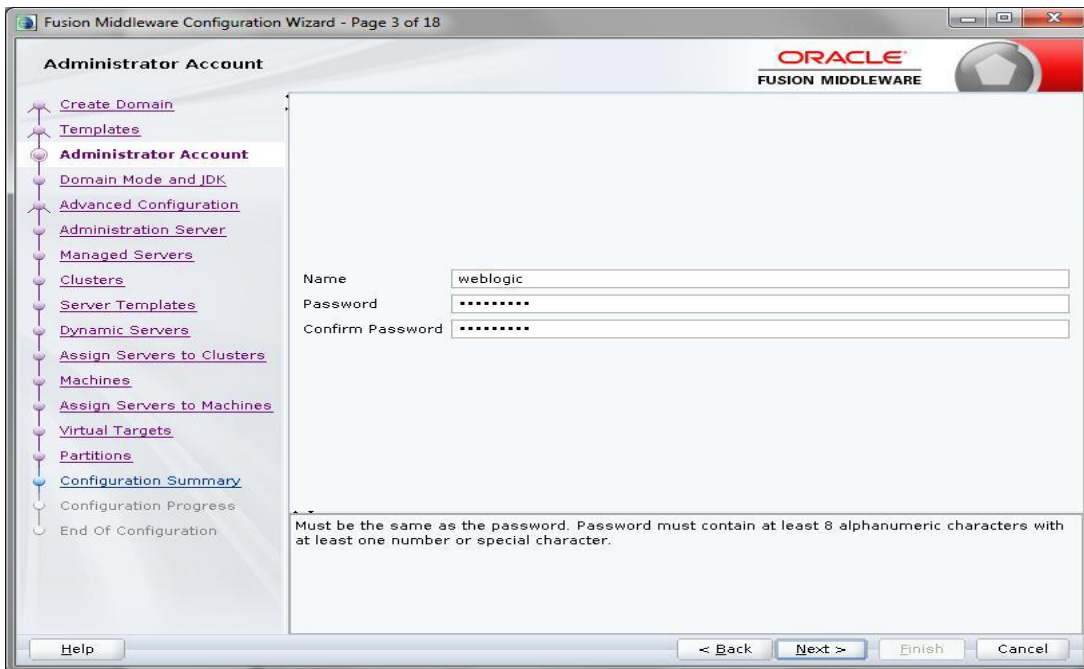 Fusion Middleware Configuration Wizard - Page 3 of 18
Administrator Account
ORACLE
FUSION MIDDLEWARE
Create Domain
Templates
Administrator Account
Domain Mode and JDK
Advanced Configuration
Administration Server
Managed Servers
Clusters
Server Templates
Dynamic Servers
Assign Servers to Clusters
Machines
Assign Servers to Machines
Virtual Targets
Partitions
Configuration Summary
Configuration Progress
End Of Configuration
Name weblogic
Password •••••••••
Confirm Password •••••••••
Must be the same as the password. Password must contain at least 8 alphanumeric characters with
at least one number or special character.
Help
< Back Next > Finish Cancel